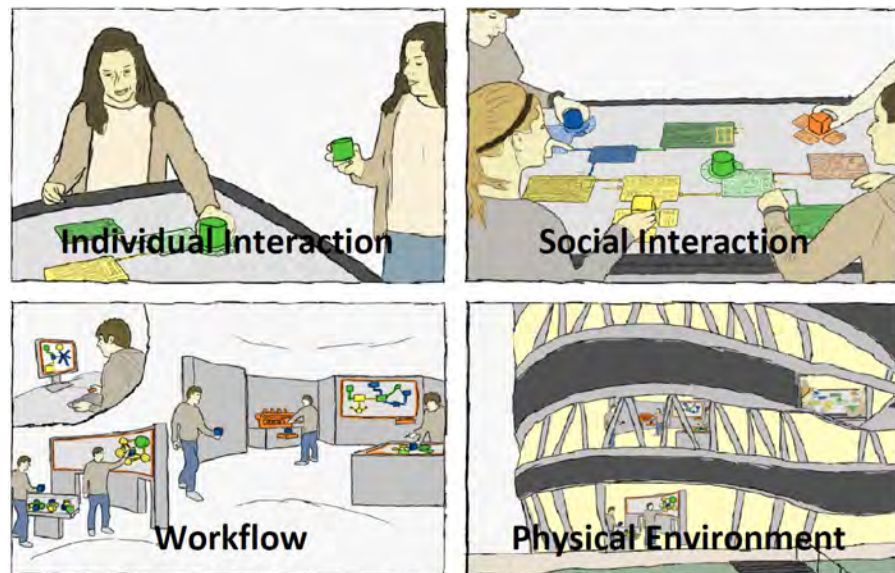 Individual Interaction
Social Interaction
Workflow
Physical Environment